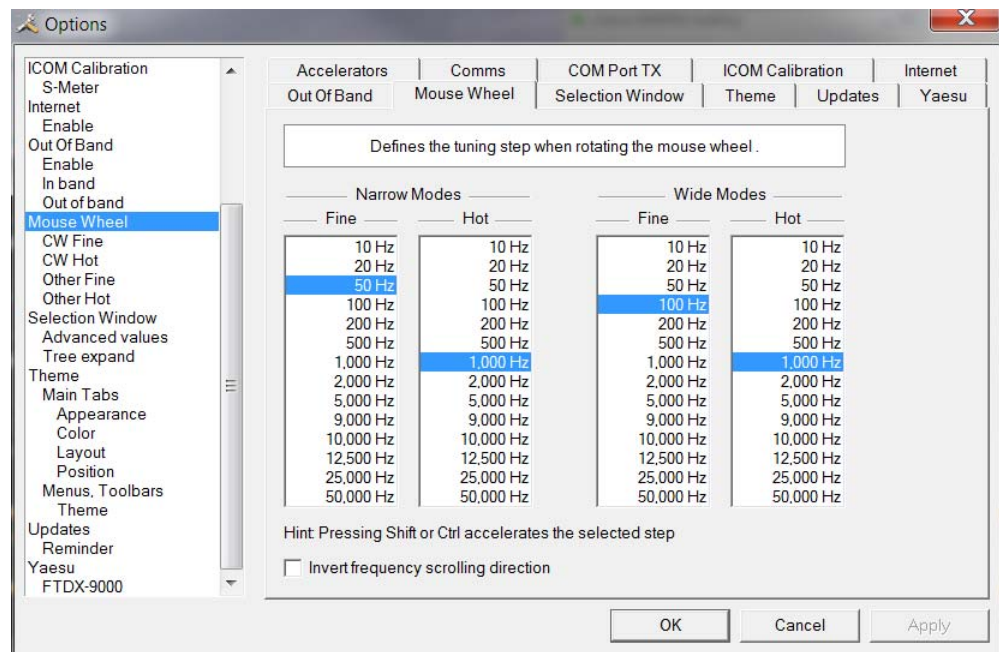 Options
ICOM Calibration
S-Meter
Internet
Enable
Out Of Band
Enable
In band
Out of band
Mouse Wheel
CW Fine
CW Hot
Other Fine
Other Hot
Selection Window
Advanced values
Tree expand
Theme
Main Tabs
Appearance
Color
Layout
Position
Menus, Toolbars
Theme
Updates
Reminder
Yaesu
FTDX-9000
Accelerators Comms COM Port TX ICOM Calibration Internet
Out Of Band Mouse Wheel Selection Window Theme Updates Yaesu
Defines the tuning step when rotating the mouse wheel .
Narrow Modes Wide Modes
Fine Hot Fine Hot
10 Hz 10 Hz 10 Hz 10 Hz
20 Hz 20 Hz 20 Hz 20 Hz
50 Hz 50 Hz 50 Hz 50 Hz
100 Hz 100 Hz 100 Hz 100 Hz
200 Hz 200 Hz 200 Hz 200 Hz
500 Hz 500 Hz 500 Hz 500 Hz
1,000 Hz 1,000 Hz 1,000 Hz 1,000 Hz
2,000 Hz 2,000 Hz 2,000 Hz 2,000 Hz
5,000 Hz 5,000 Hz 5,000 Hz 5,000 Hz
9,000 Hz 9,000 Hz 9,000 Hz 9,000 Hz
10,000 Hz 10,000 Hz 10,000 Hz 10,000 Hz
12,500 Hz 12,500 Hz 12,500 Hz 12,500 Hz
25,000 Hz 25,000 Hz 25,000 Hz 25,000 Hz
50,000 Hz 50,000 Hz 50,000 Hz 50,000 Hz
Hint: Pressing Shift or Ctrl accelerates the selected step
Invert frequency scrolling direction
OK Cancel Apply